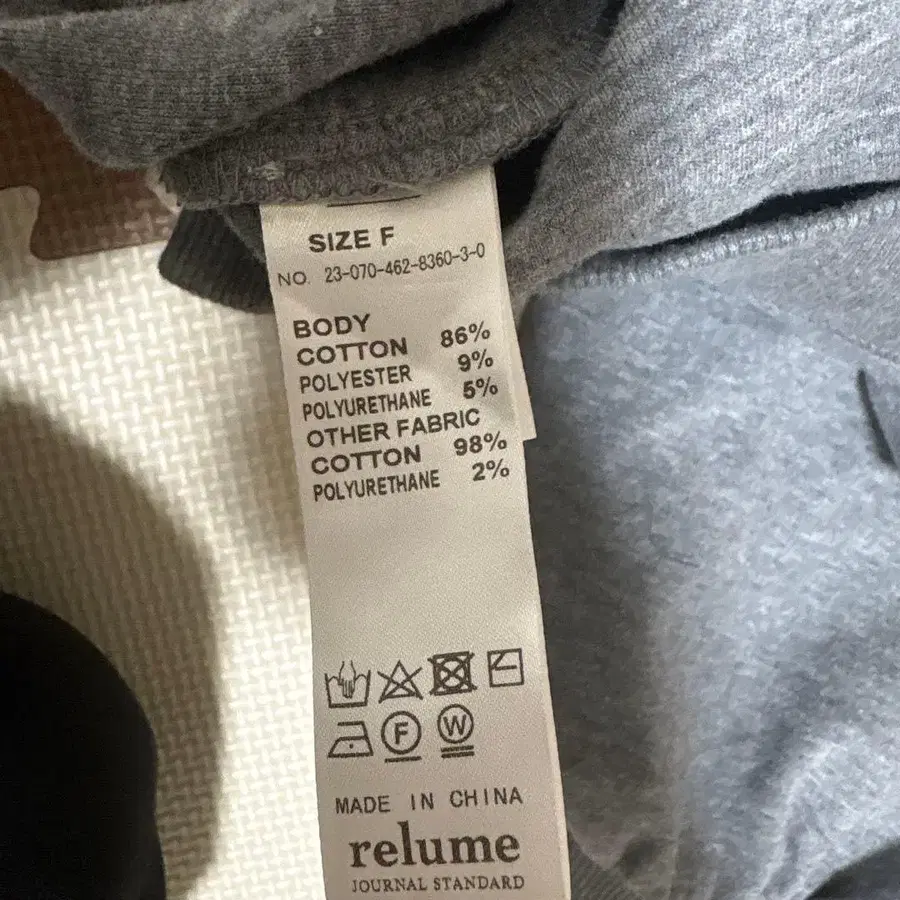 SIZE F
NO. 23-070-462-8360-3-0
BODY
COTTON 86%
POLYESTER 9%
POLYURETHANE 5%
OTHER FABRIC
COTTON 98%
POLYURETHANE 2%
F W
MADE IN CHINA
relume
JOURNAL STANDARD